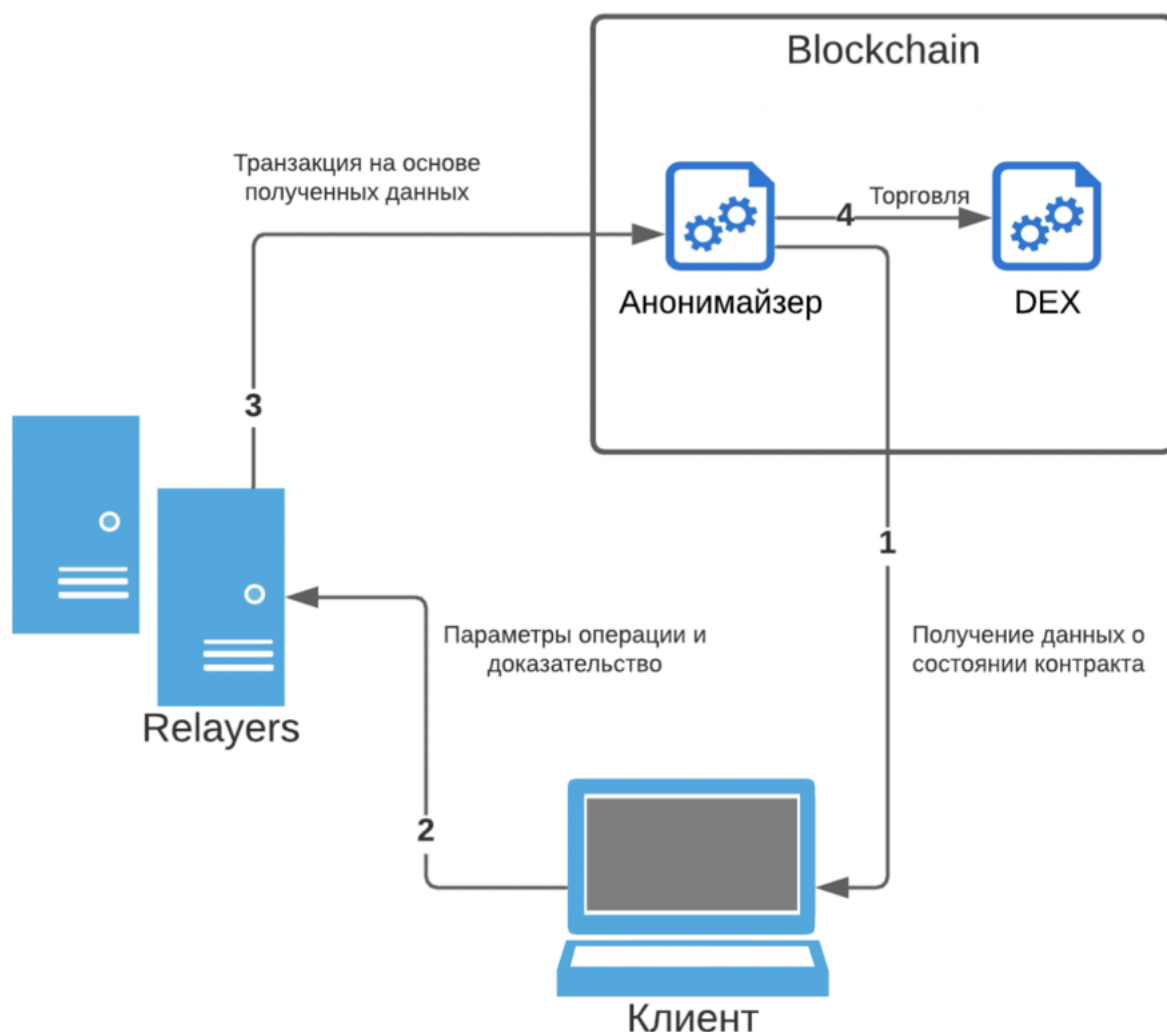 Blockchain
Транзакция на основе
полученных данных
4
Торговля
Анонимайзер
DEX
3
1
Параметры операции и
доказательство
Получение данных о
состоянии контракта
Relayers
2
Клиент